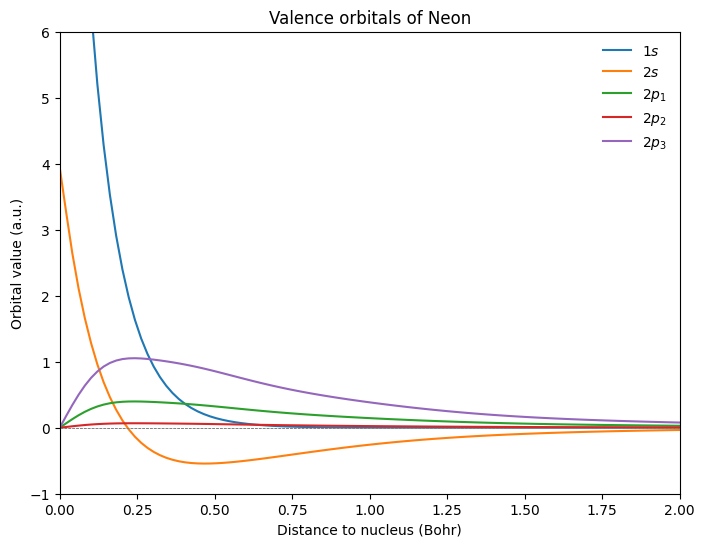 Valence orbitals of Neon
Orbital value (a.u.)
6
5
4
3
2
1
0
−1
1s
2s
2p₁
2p₂
2p₃
0.00 0.25 0.50 0.75 1.00 1.25 1.50 1.75 2.00
Distance to nucleus (Bohr)